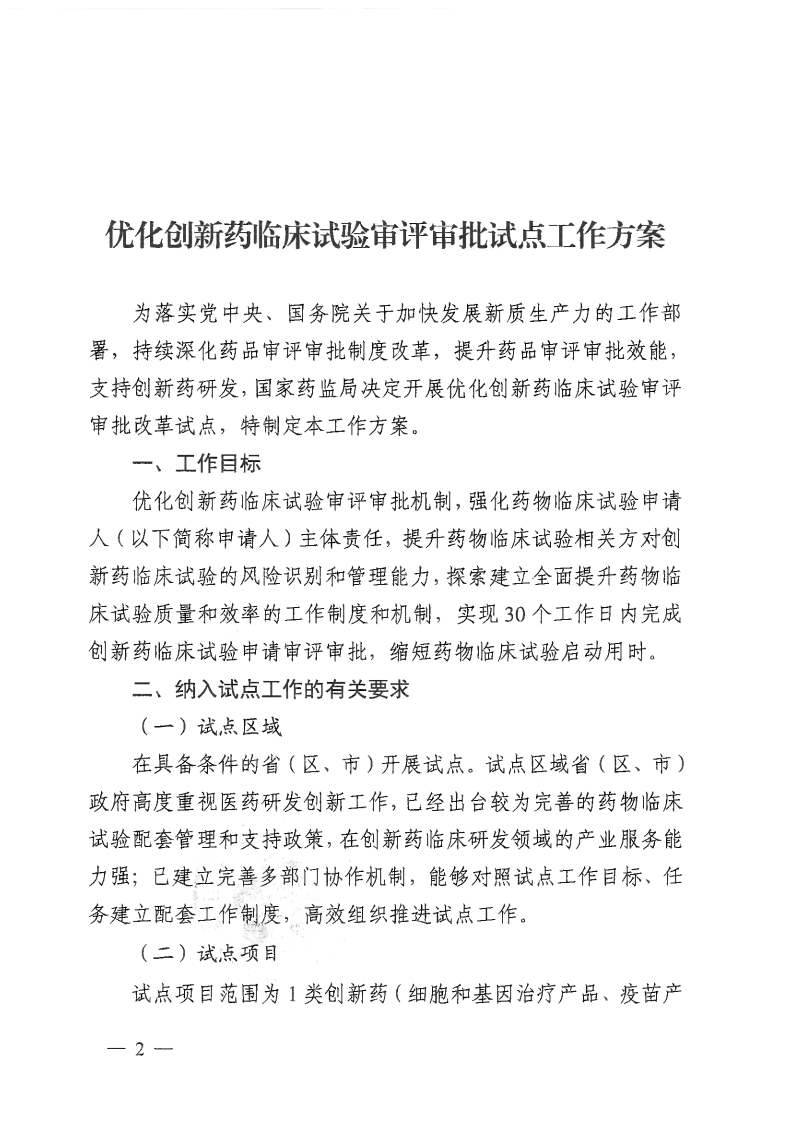 优化创新药临床试验审评审批试点工作方案
为落实党中央、国务院关于加快发展新质生产力的工作部
署，持续深化药品审评审批制度改革，提升药品审评审批效能，
支持创新药研发，国家药监局决定开展优化创新药临床试验审评
审批改革试点，特制定本工作方案。
一、工作目标
优化创新药临床试验审评审批机制，强化药物临床试验申请
人（以下简称申请人）主体责任，提升药物临床试验相关方对创
新药临床试验的风险识别和管理能力，探索建立全面提升药物临
床试验质量和效率的工作制度和机制，实现30个工作日内完成
创新药临床试验申请审评审批，缩短药物临床试验启动用时。
二、纳入试点工作的有关要求
（一）试点区域
在具备条件的省（区、市）开展试点。试点区域省（区、市）
政府高度重视医药研发创新工作，已经出台较为完善的药物临床
试验配套管理和支持政策，在创新药临床研发领域的产业服务能
力强；已建立完善多部门协作机制，能够对照试点工作目标、任
务建立配套工作制度，高效组织推进试点工作。
（二）试点项目
试点项目范围为1类创新药（细胞和基因治疗产品、疫苗产
— 2 —